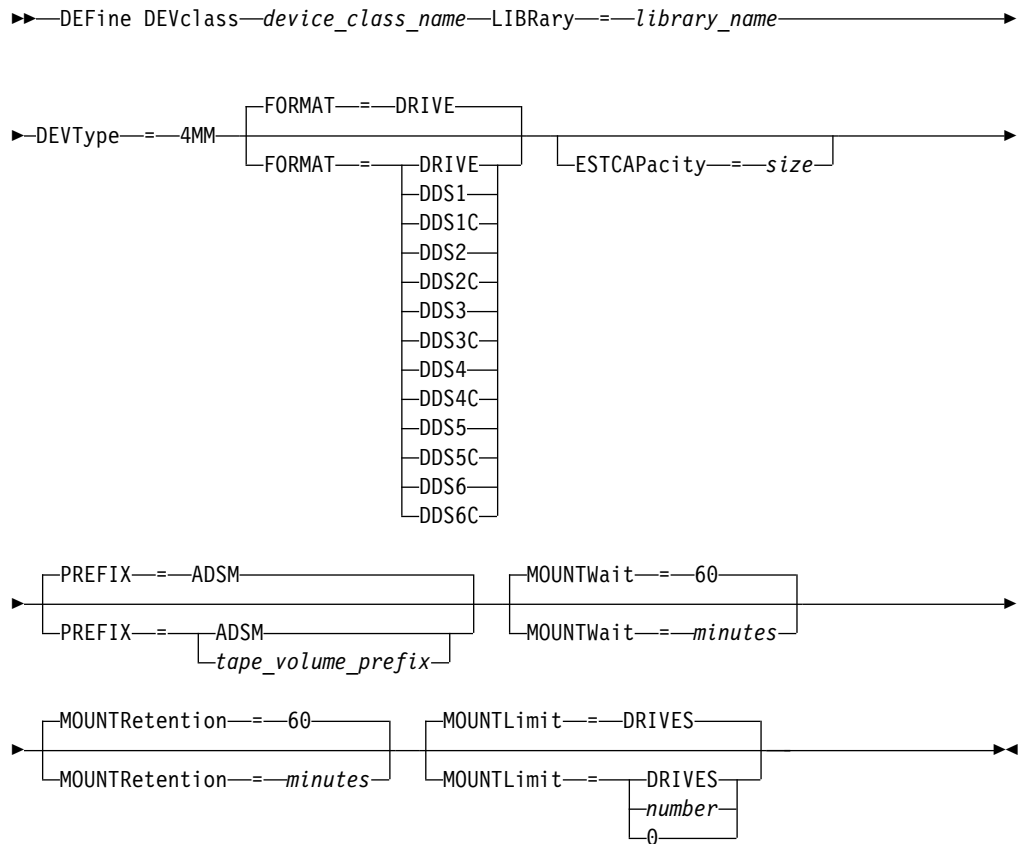 DEFine DEVclass device_class_name LIBRary = library_name
FORMAT = DRIVE
DEVType = 4MM
FORMAT = DRIVE
ESTCAPacity = size
DDS1
DDS1C
DDS2
DDS2C
DDS3
DDS3C
DDS4
DDS4C
DDS5
DDS5C
DDS6
DDS6C
PREFIX = ADSM
MOUNTWait = 60
PREFIX = ADSM
MOUNTWait = minutes
tape_volume_prefix
MOUNTRetention = 60
MOUNTLimit = DRIVES
MOUNTRetention = minutes
MOUNTLimit = DRIVES
number
0